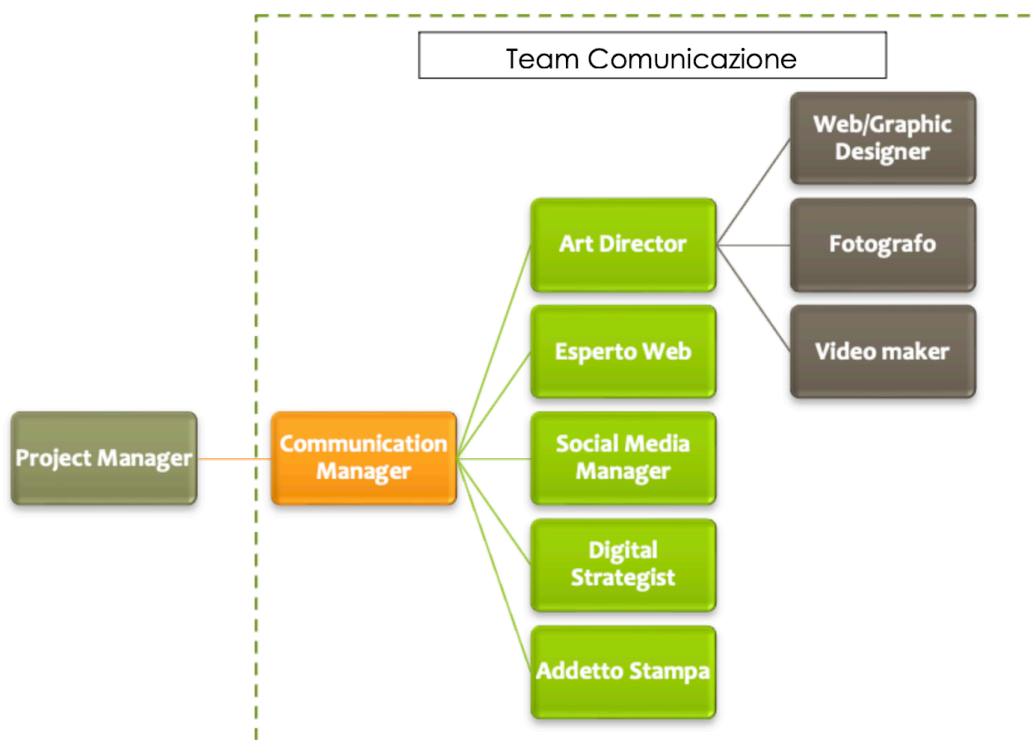 Team Comunicazione
Web/Graphic
Designer
Art Director
Fotografo
Esperto Web
Video maker
Project Manager
Communication
Manager
Social Media
Manager
Digital
Strategist
Addetto Stampa